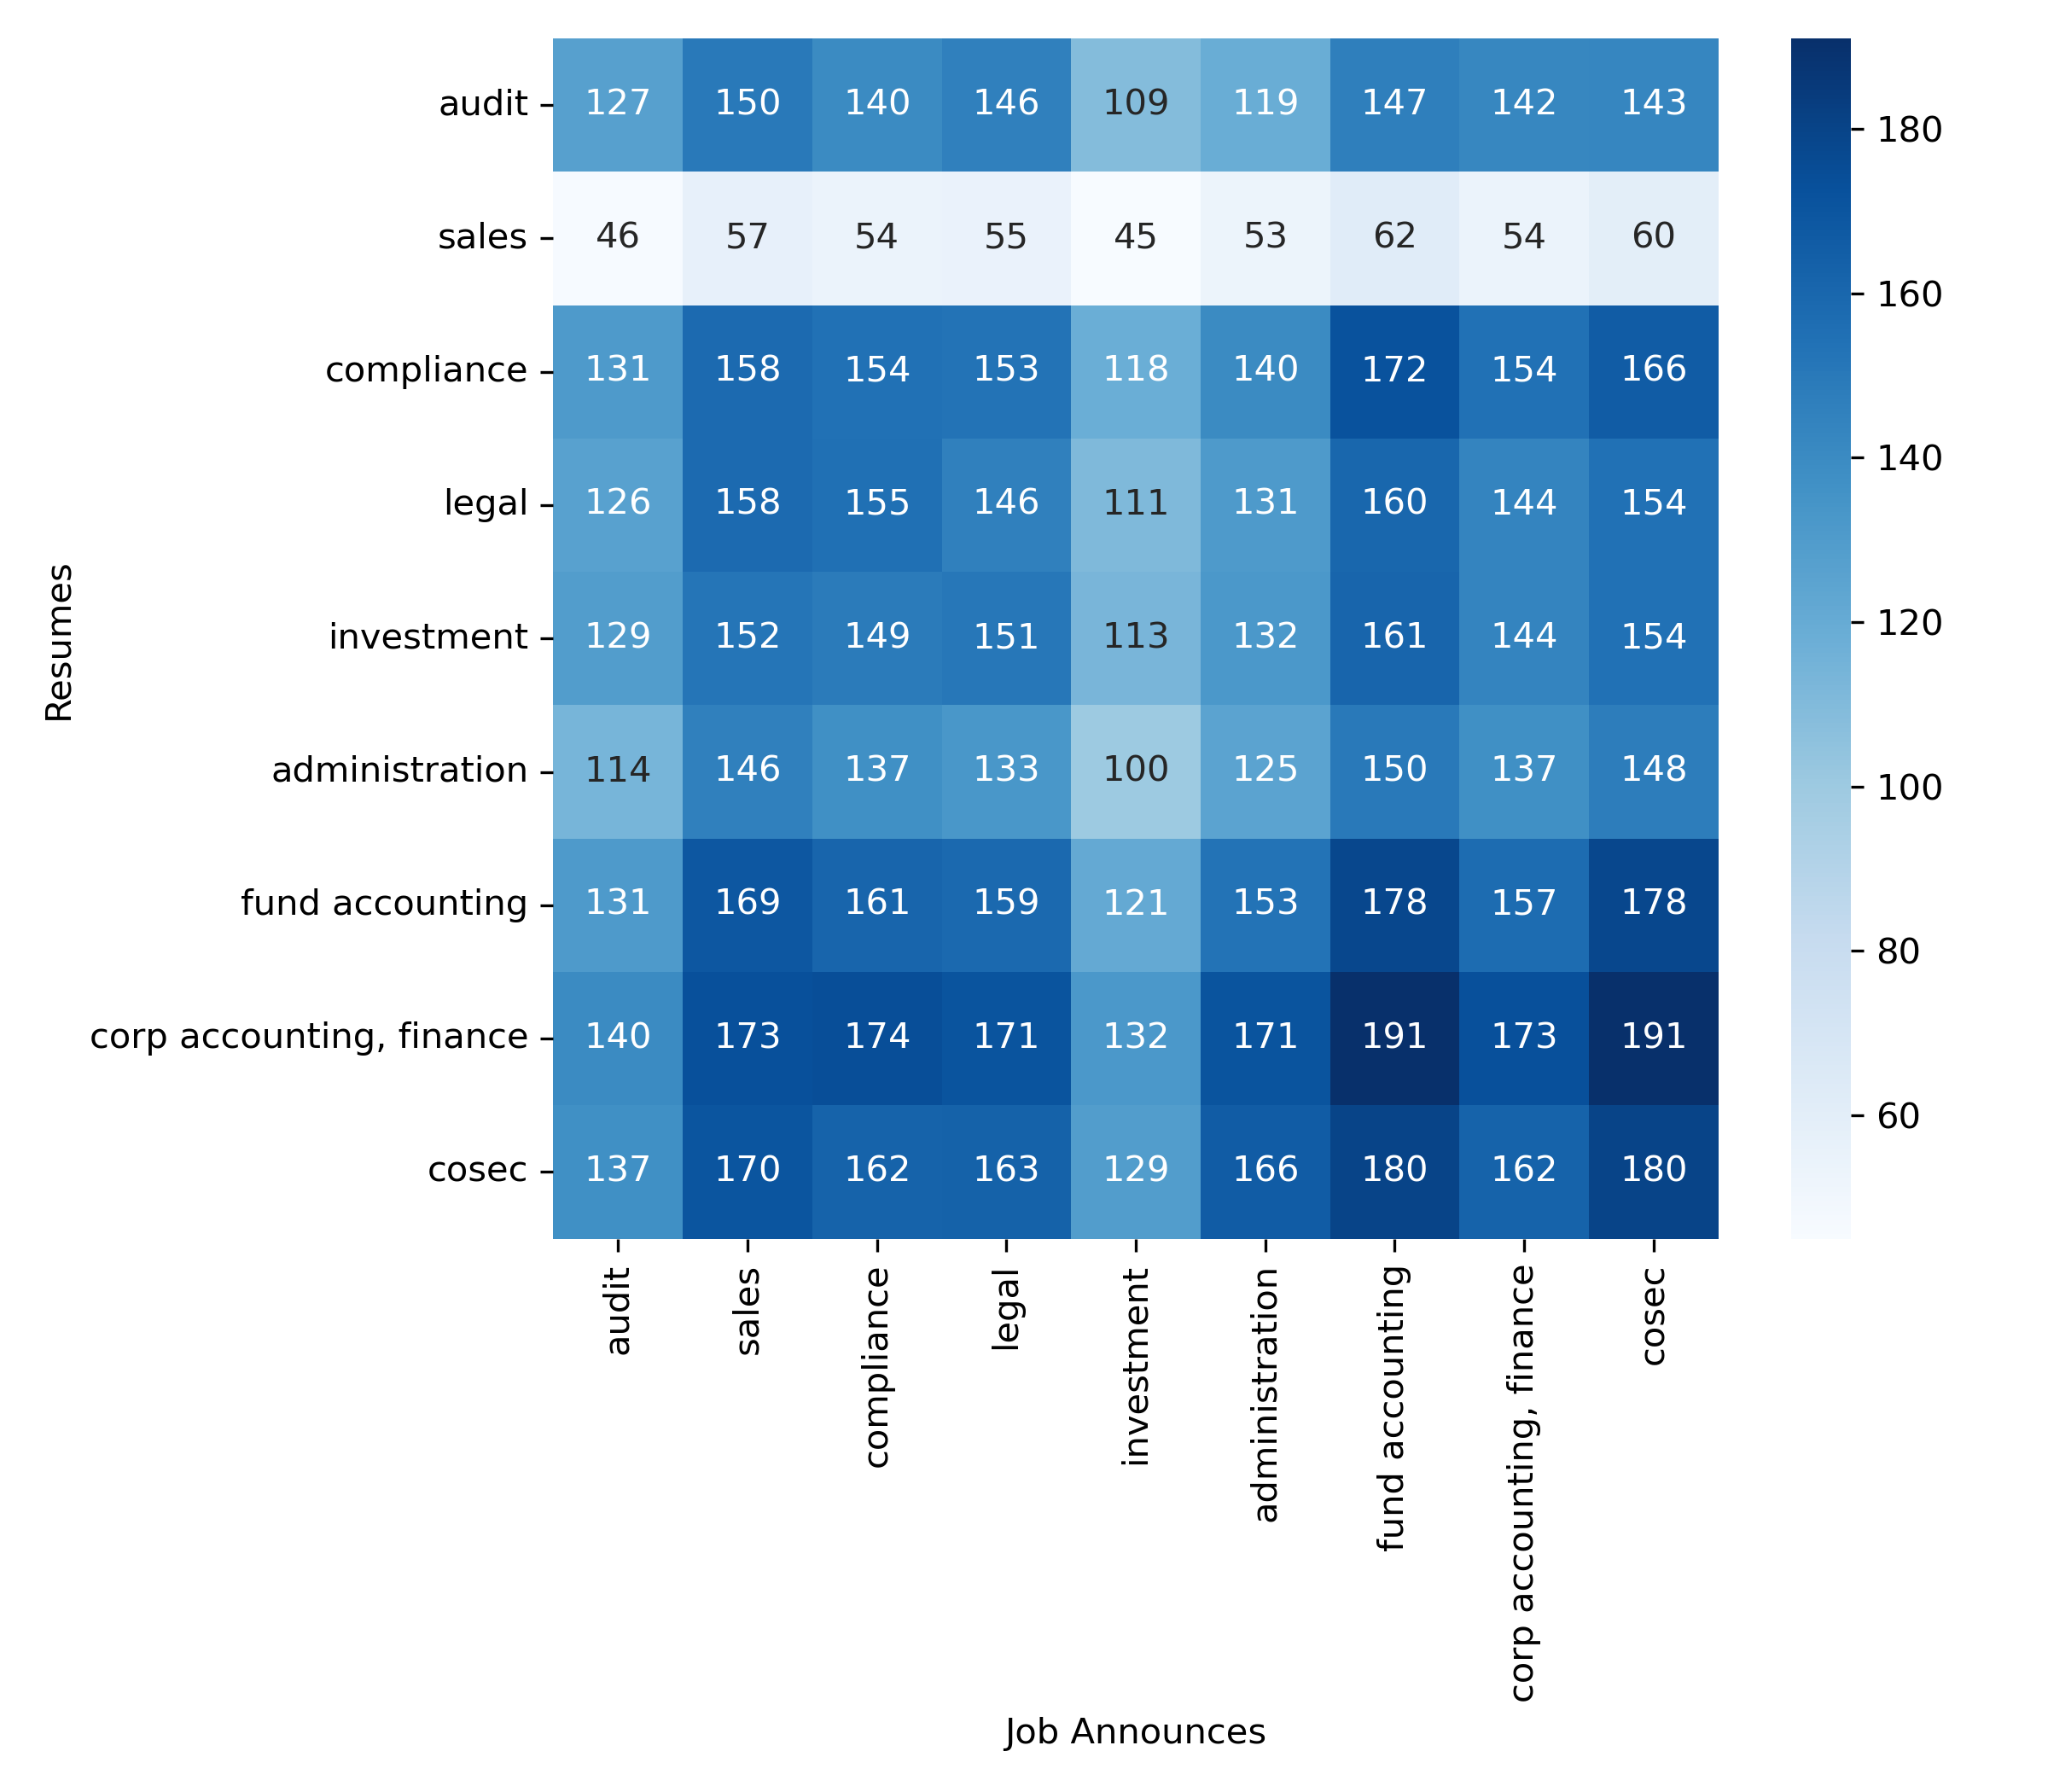 audit 127 150 140 146 109 119 147 142 143
sales 46 57 54 55 45 53 62 54 60
compliance 131 158 154 153 118 140 172 154 166
legal 126 158 155 146 111 131 160 144 154
investment 129 152 149 151 113 132 161 144 154
administration 114 146 137 133 100 125 150 137 148
fund accounting 131 169 161 159 121 153 178 157 178
corp accounting, finance 140 173 174 171 132 171 191 173 191
cosec 137 170 162 163 129 166 180 162 180
Resumes
audit
sales
compliance
legal
investment
administration
fund accounting
corp accounting, finance
cosec
Job Announces
180
160
140
120
100
80
60